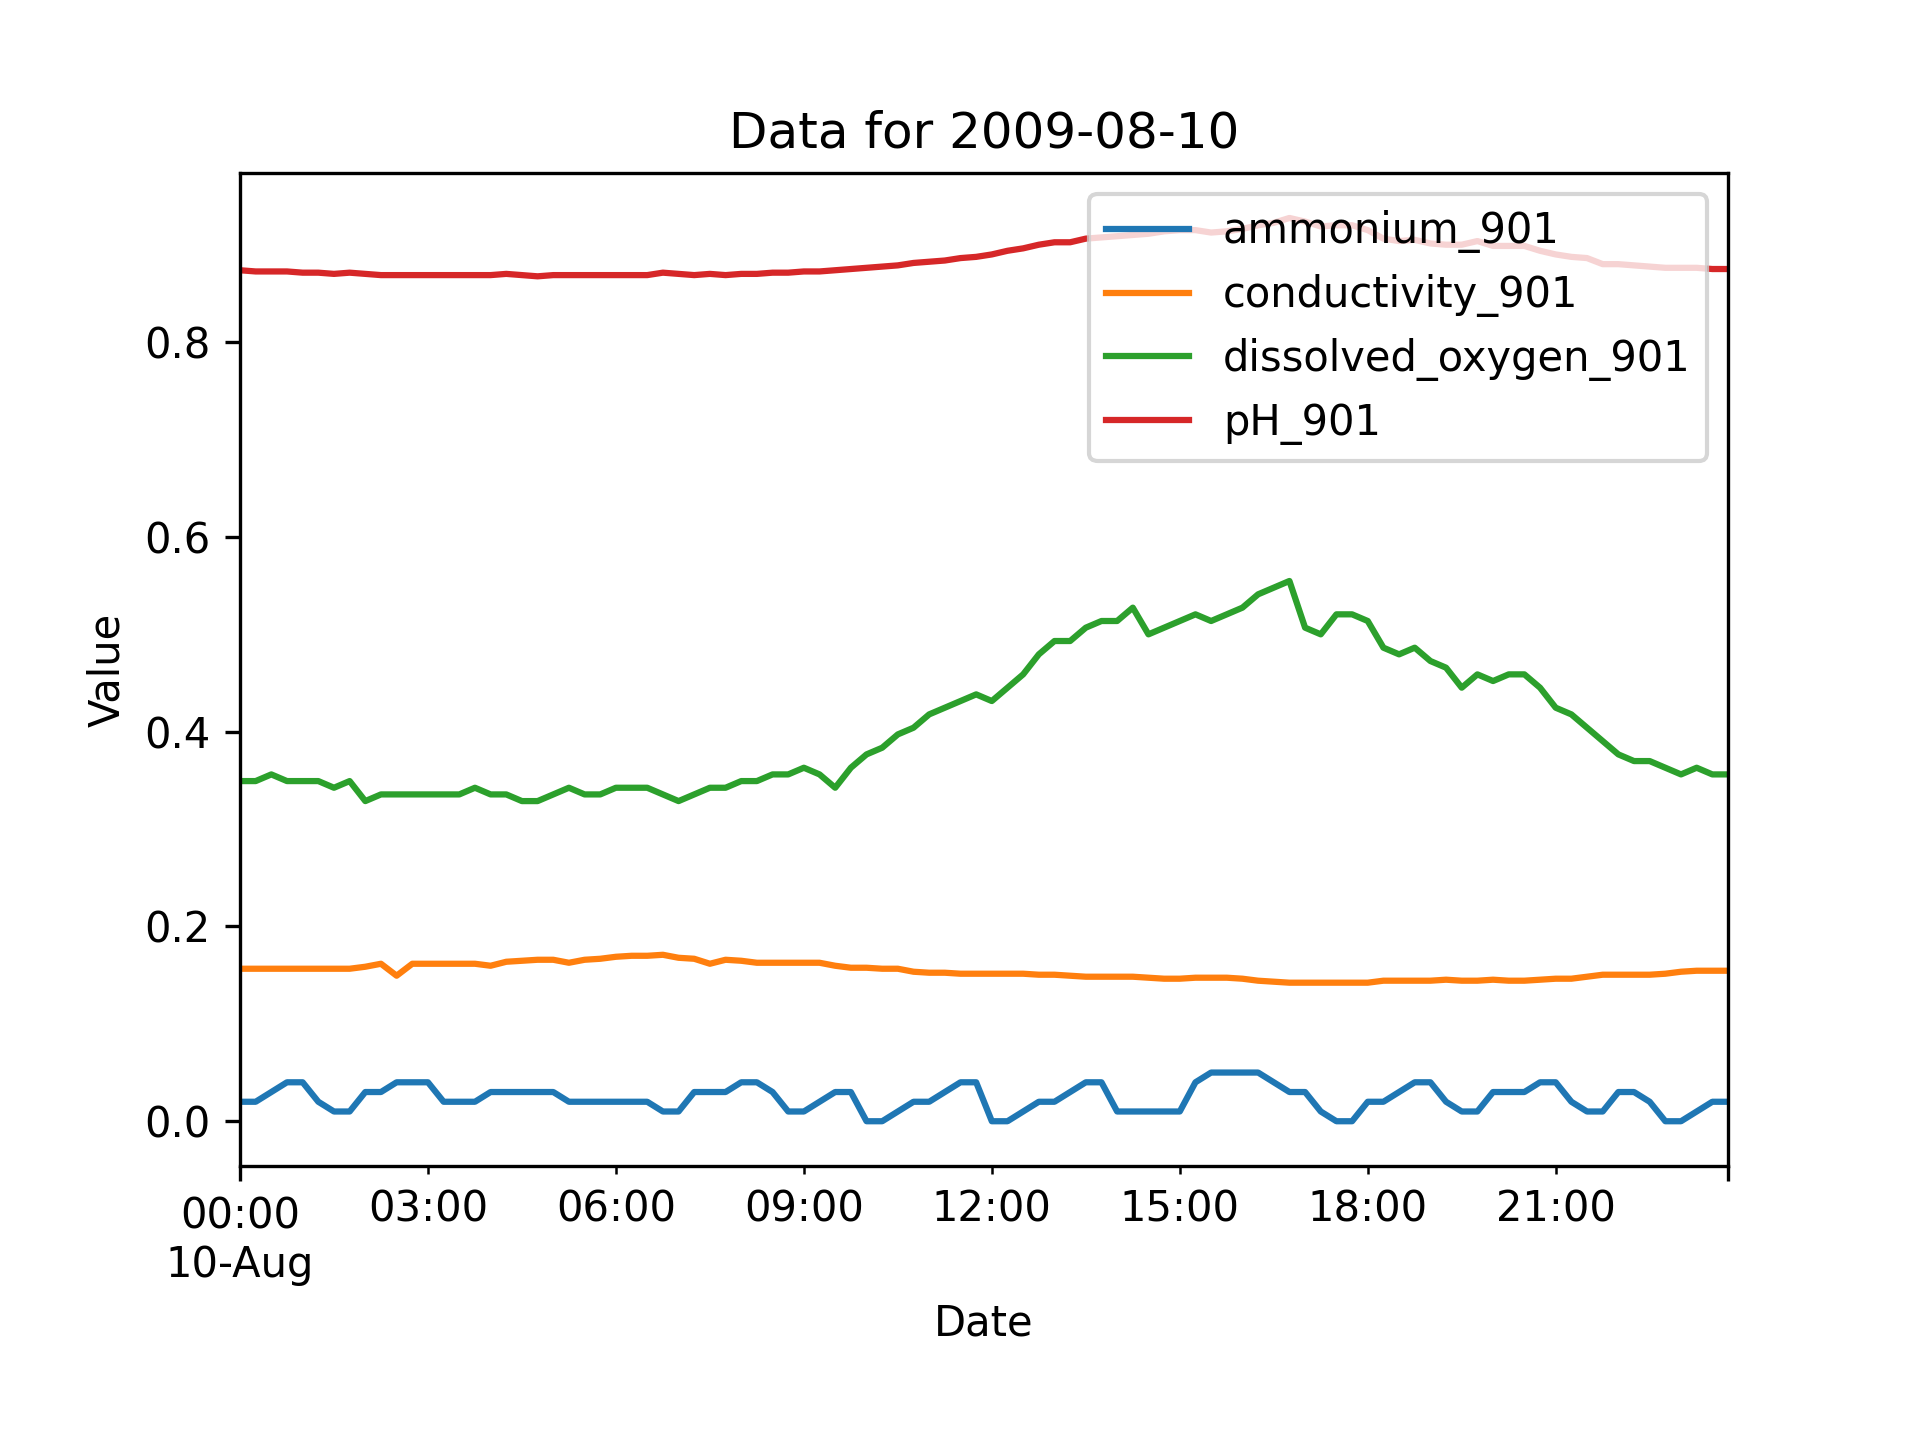 Data for 2009-08-10
ammonium_901
conductivity_901
dissolved_oxygen_901
pH_901
Value
0.8
0.6
0.4
0.2
0.0
00:00 03:00 06:00 09:00 12:00 15:00 18:00 21:00
10-Aug
Date